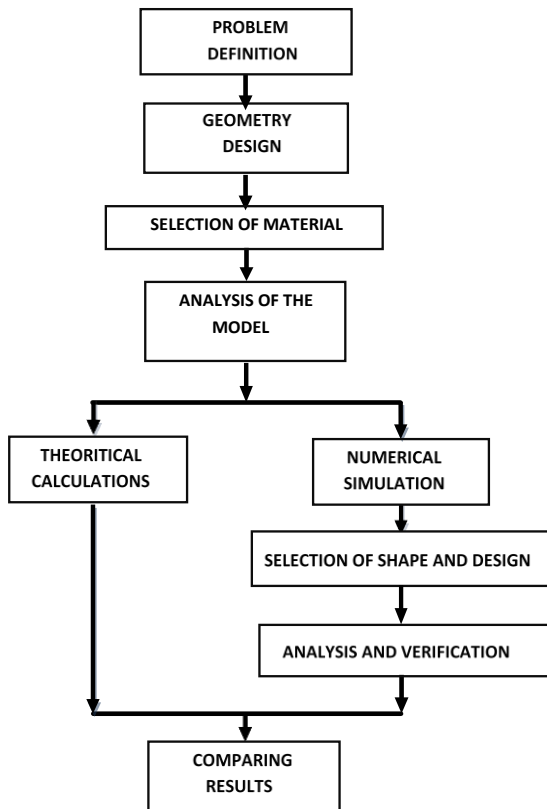 PROBLEM
DEFINITION
GEOMETRY
DESIGN
SELECTION OF MATERIAL
ANALYSIS OF THE
MODEL
THEORITICAL
CALCULATIONS
NUMERICAL
SIMULATION
SELECTION OF SHAPE AND DESIGN
ANALYSIS AND VERIFICATION
COMPARING
RESULTS